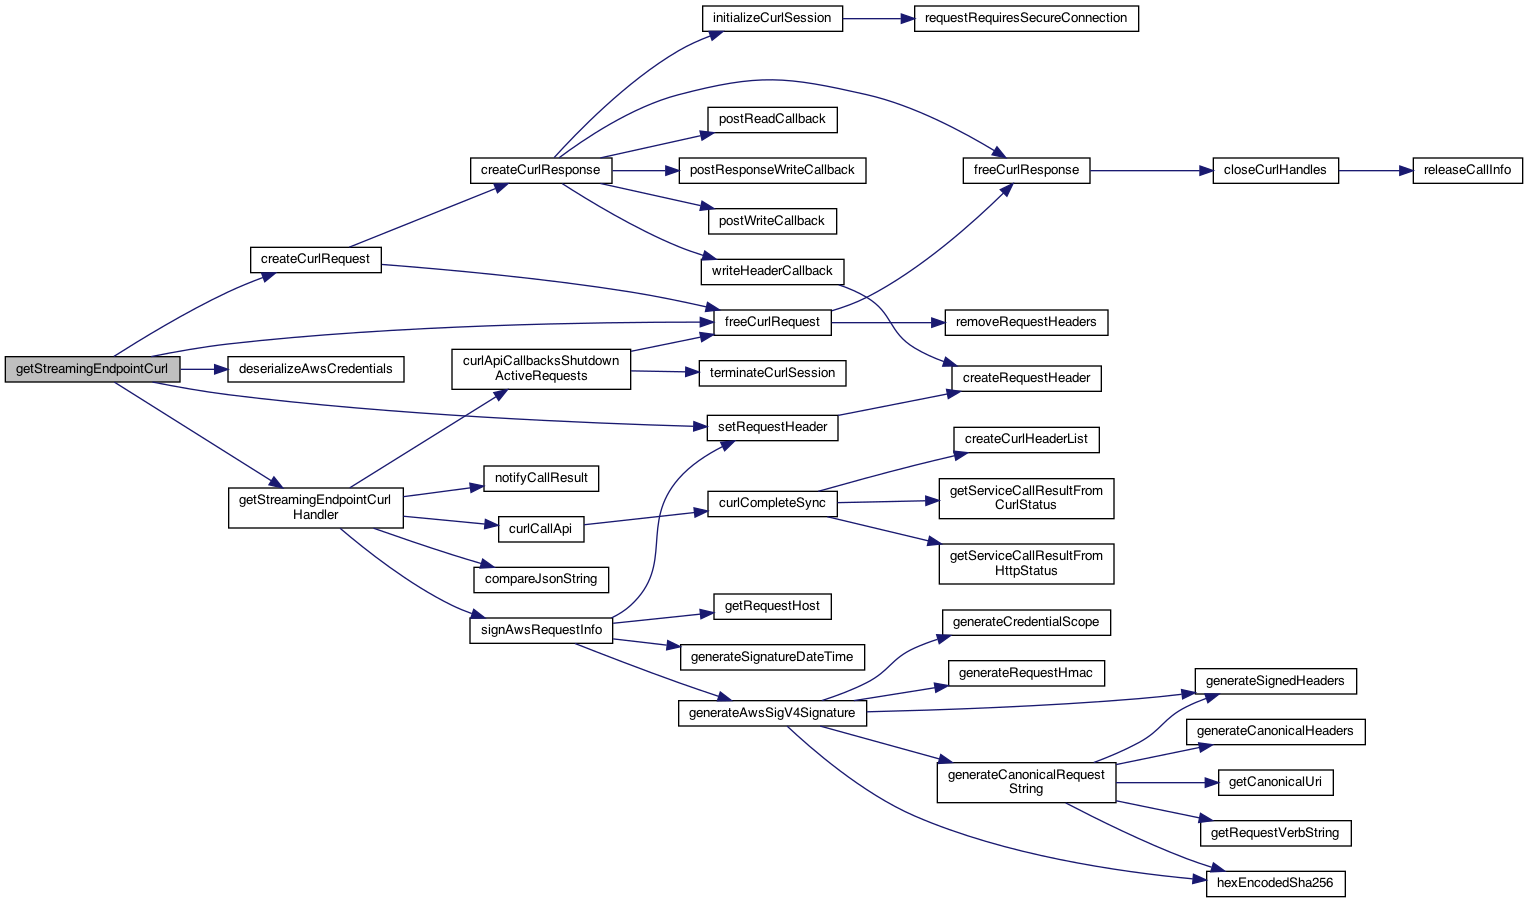 initializeCurlSession
requestRequiresSecureConnection
postReadCallback
createCurlResponse
postResponseWriteCallback
freeCurlResponse
closeCurlHandles
releaseCallInfo
postWriteCallback
createCurlRequest
writeHeaderCallback
freeCurlRequest
removeRequestHeaders
getStreamingEndpointCurl
deserializeAwsCredentials
curlApiCallbacksShutdown
ActiveRequests
terminateCurlSession
createRequestHeader
setRequestHeader
createCurlHeaderList
notifyCallResult
getStreamingEndpointCurl
Handler
curlCallApi
curlCompleteSync
getServiceCallResultFrom
CurlStatus
compareJsonString
getServiceCallResultFrom
HttpStatus
signAwsRequestInfo
getRequestHost
generateCredentialScope
generateSignatureDateTime
generateRequestHmac
generateSignedHeaders
generateAwsSigV4Signature
generateCanonicalHeaders
generateCanonicalRequest
String
getCanonicalUri
getRequestVerbString
hexEncodedSha256